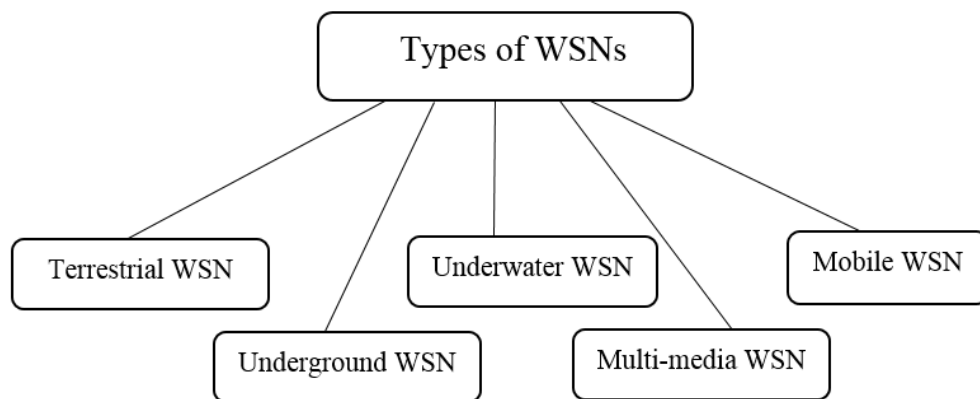 Types of WSNs
Terrestrial WSN
Underground WSN
Underwater WSN
Multi-media WSN
Mobile WSN